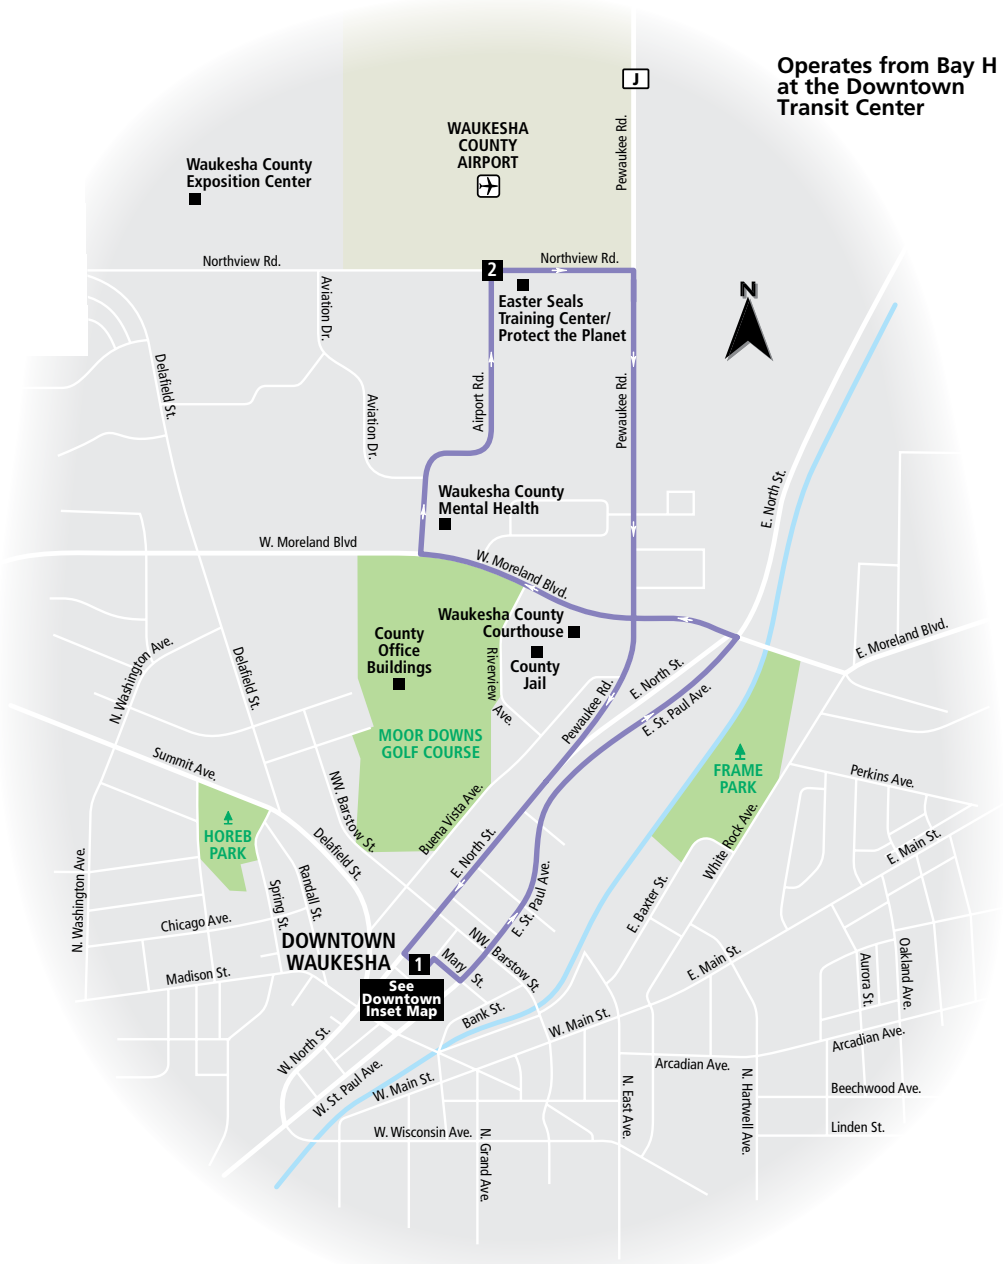 Operates from Bay H
at the Downtown
Transit Center
J
WAUKESHA
COUNTY
AIRPORT
Pewaukee Rd.
Waukesha County
Exposition Center
Northview Rd.
2
Northview Rd.
Easter Seals
Training Center/
Protect the Planet
N
Aviation Dr.
Delafield St.
Aviation Dr.
Airport Rd.
Pewaukee Rd.
E. North St.
Waukesha County
Mental Health
W. Moreland Blvd
W. Moreland Blvd.
Waukesha County
Courthouse
County
Jail
County
Office
Buildings
Riverview
Ave.
E. Moreland Blvd.
N. Washington Ave.
Delafield St.
E. North St.
Pewaukee Rd.
E. St. Paul Ave.
MOOR DOWNS
GOLF COURSE
Summit Ave.
FRAME
PARK
Perkins Ave.
NW. Barstow St.
Buena Vista Ave.
HOREB
PARK
Delafield St.
E. North St.
White Rock Ave.
E. Main St.
N. Washington Ave.
Randall St.
Spring St.
E. St. Paul Ave.
E. Baxter St.
Chicago Ave.
DOWNTOWN
WAUKESHA
1
Mary
St.
NW.
Barstow St.
E. Main St.
Oakland Ave.
Aurora St.
Madison St.
See
Downtown
Inset Map
Bank St.
W. Main St.
W. North St.
Arcadian Ave.
Arcadian Ave.
W. St. Paul Ave.
W. Main St.
N. East Ave.
N. Hartwell Ave.
Beechwood Ave.
W. Wisconsin Ave.
N. Grand Ave.
Linden St.